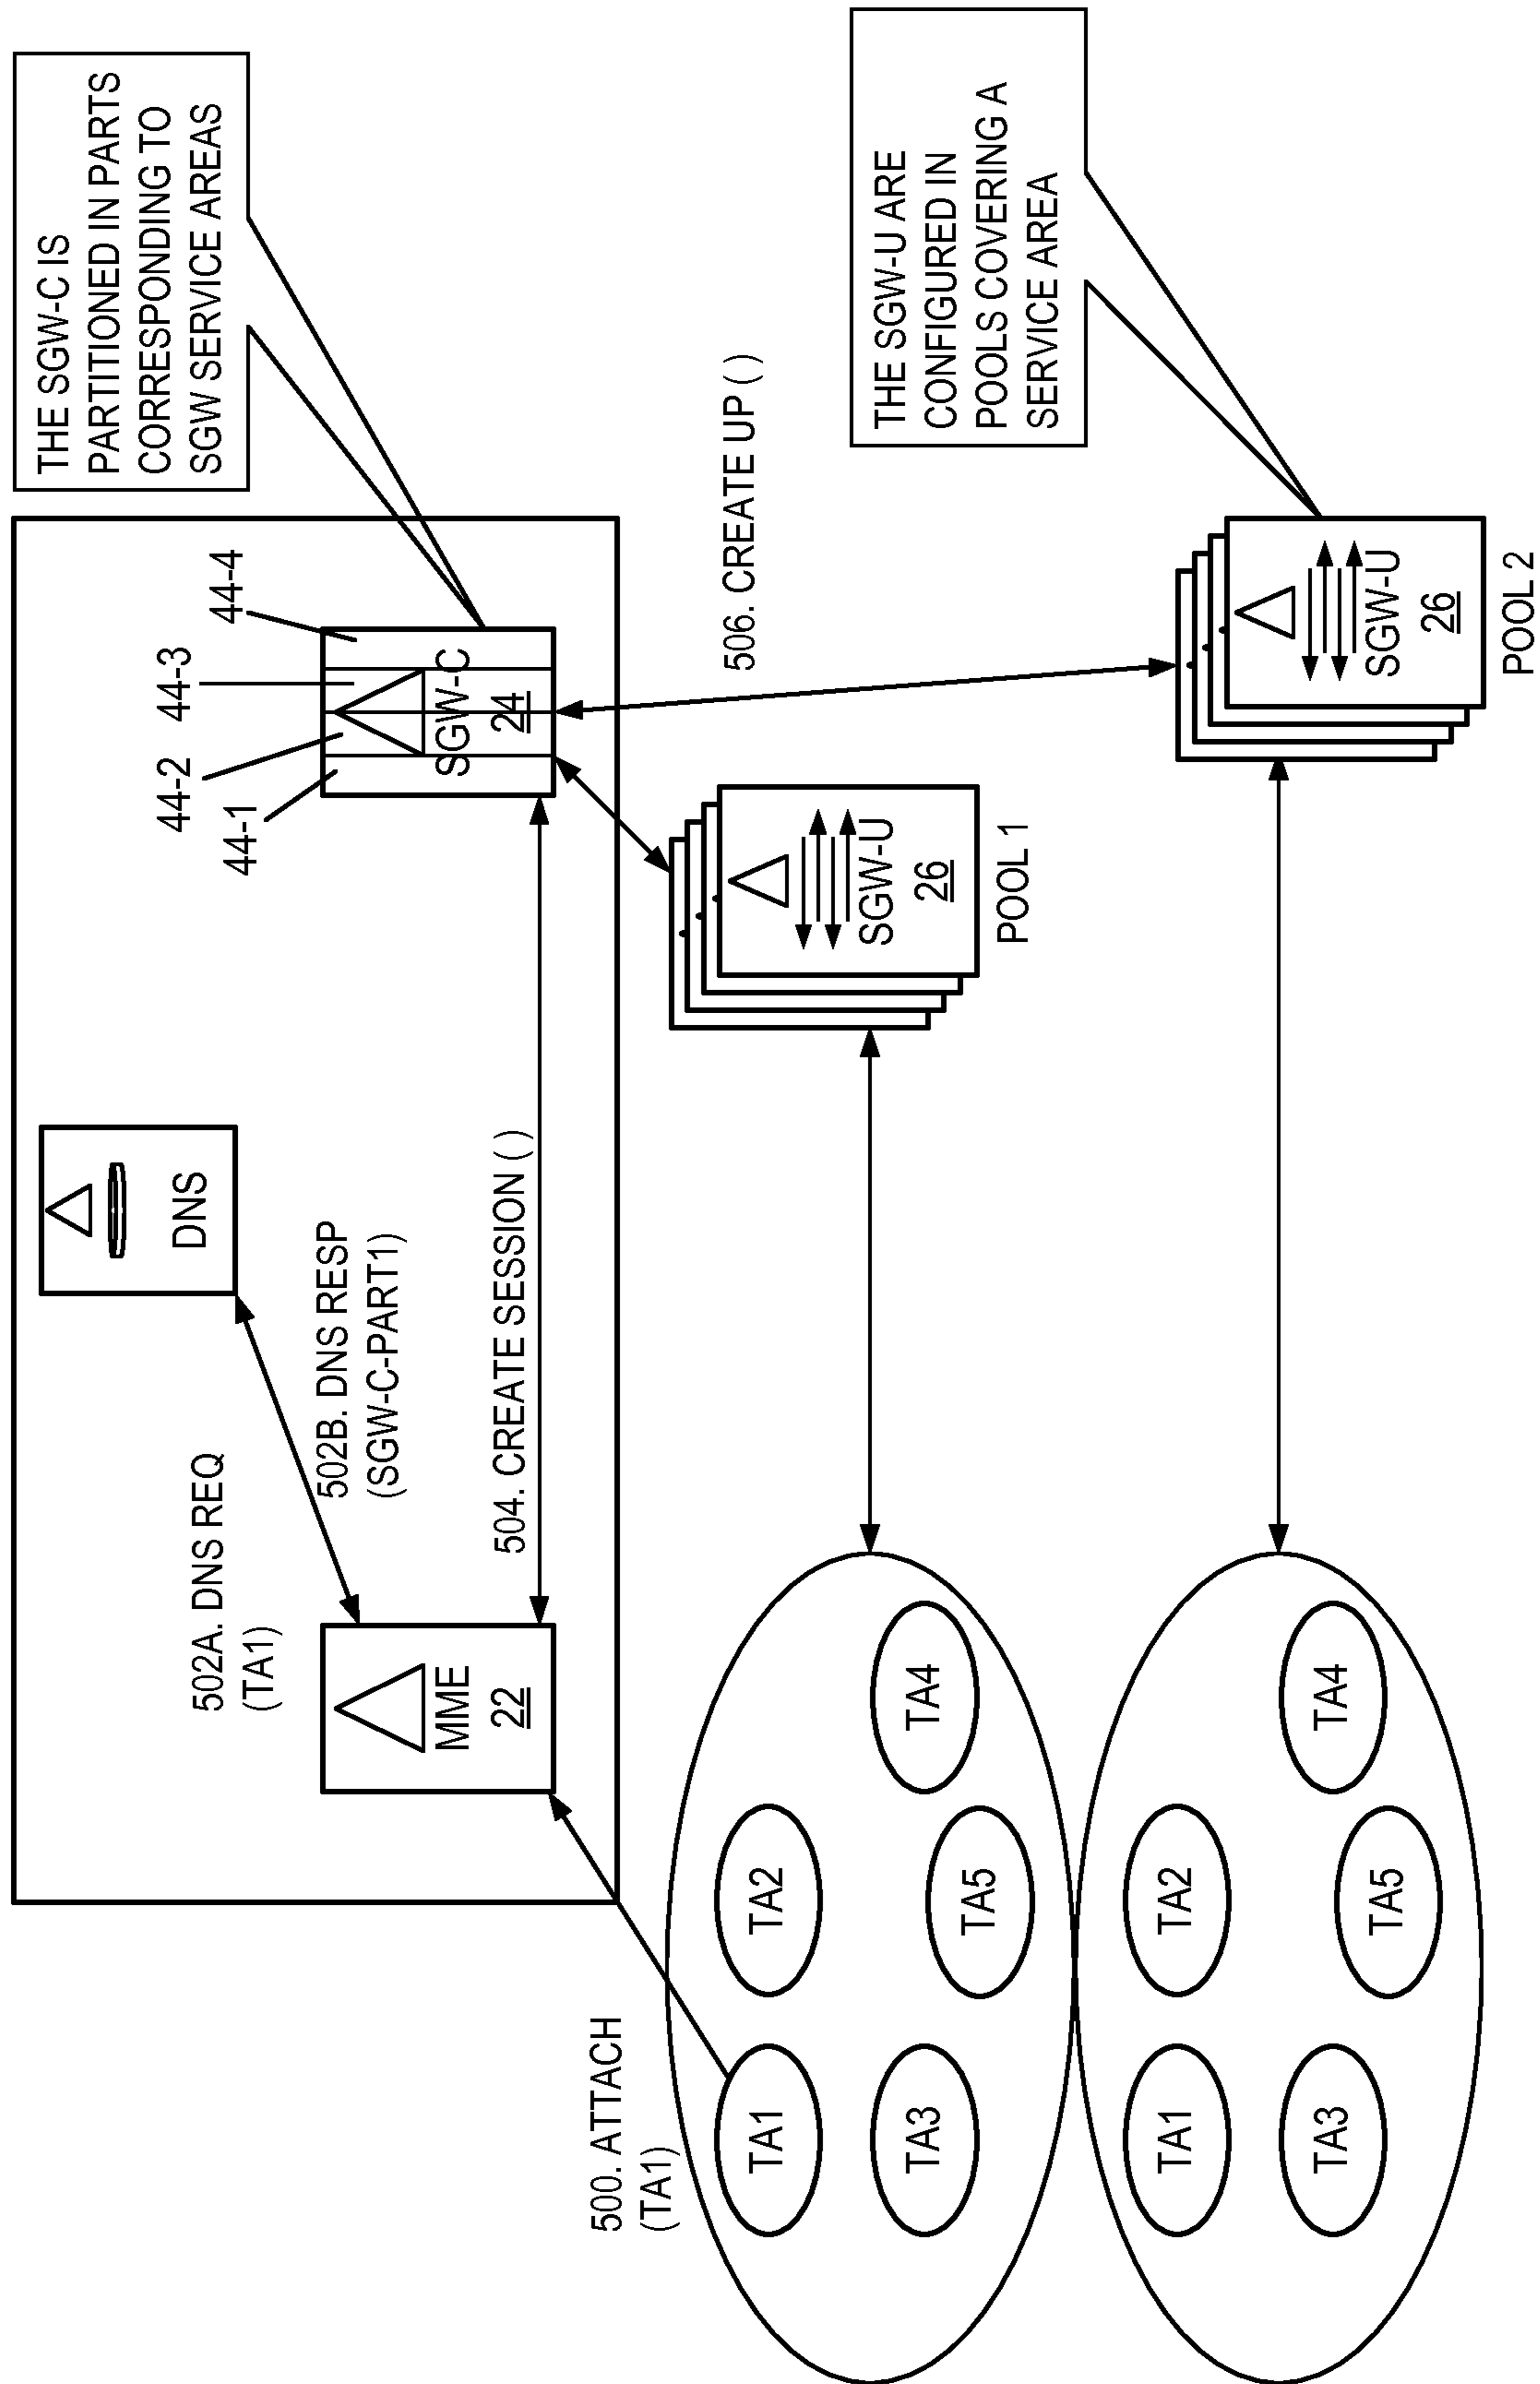 THE SGW-C IS
PARTITIONED IN PARTS
CORRESPONDING TO
SGW SERVICE AREAS
DNS
44-1
44-2
44-3
44-4
SGW-C
24
502A. DNS REQ
(TA1)
502B. DNS RESP
(SGW-C-PART1)
504. CREATE SESSION ( )
MME
22
500. ATTACH
(TA1)
506. CREATE UP ( )
SGW-U
26
POOL 1
THE SGW-U ARE
CONFIGURED IN
POOLS COVERING A
SERVICE AREA
SGW-U
26
POOL 2
TA1
TA2
TA3
TA5
TA4
TA1
TA2
TA3
TA5
TA4